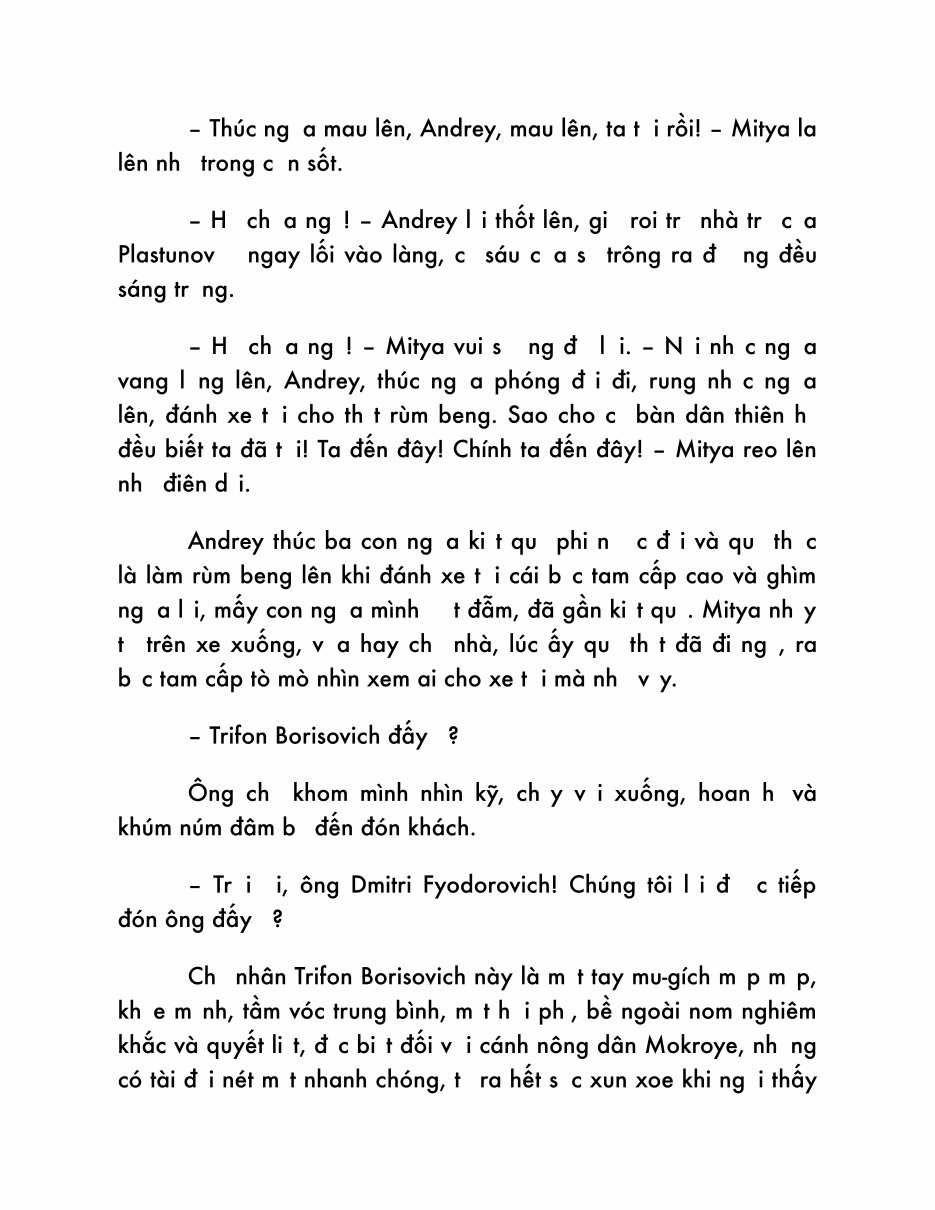 – Thúc ng a mau lên, Andrey, mau lên, ta t i rồi! – Mitya la
lên nh trong c n sốt.
– H ch a ng ! – Andrey l i thốt lên, gi roi tr nhà tr c a
Plastunov ngay lối vào làng, c sáu c a s trông ra đ ng đều
sáng tr ng.
– H ch a ng ! – Mitya vui s ng đ l i. – N i nh c ng a
vang l ng lên, Andrey, thúc ng a phóng đ i đi, rung nh c ng a
lên, đánh xe t i cho th t rùm beng. Sao cho c bàn dân thiên h
đều biết ta đã t i! Ta đến đây! Chính ta đến đây! – Mitya reo lên
nh điên d i.
Andrey thúc ba con ng a ki t qu phi n c đ i và qu th c
là làm rùm beng lên khi đánh xe t i cái b c tam cấp cao và ghìm
ng a l i, mấy con ng a mình t đẫm, đã gần ki t qu . Mitya nh y
t trên xe xuống, v a hay ch nhà, lúc ấy qu th t đã đi ng , ra
b c tam cấp tò mò nhìn xem ai cho xe t i mà nh v y.
– Trifon Borisovich đấy ?
Ông ch khom mình nhìn kỹ, ch y v i xuống, hoan h và
khúm núm đâm b đến đón khách.
– Tr i i, ông Dmitri Fyodorovich! Chúng tôi l i đ c tiếp
đón ông đấy ?
Ch nhân Trifon Borisovich này là m t tay mu-gích m p m p,
kh e m nh, tầm vóc trung bình, m t h i ph , bề ngoài nom nghiêm
khắc và quyết li t, đ c bi t đối v i cánh nông dân Mokroye, nh ng
có tài đ i nét m t nhanh chóng, t ra hết s c xun xoe khi ng i thấy